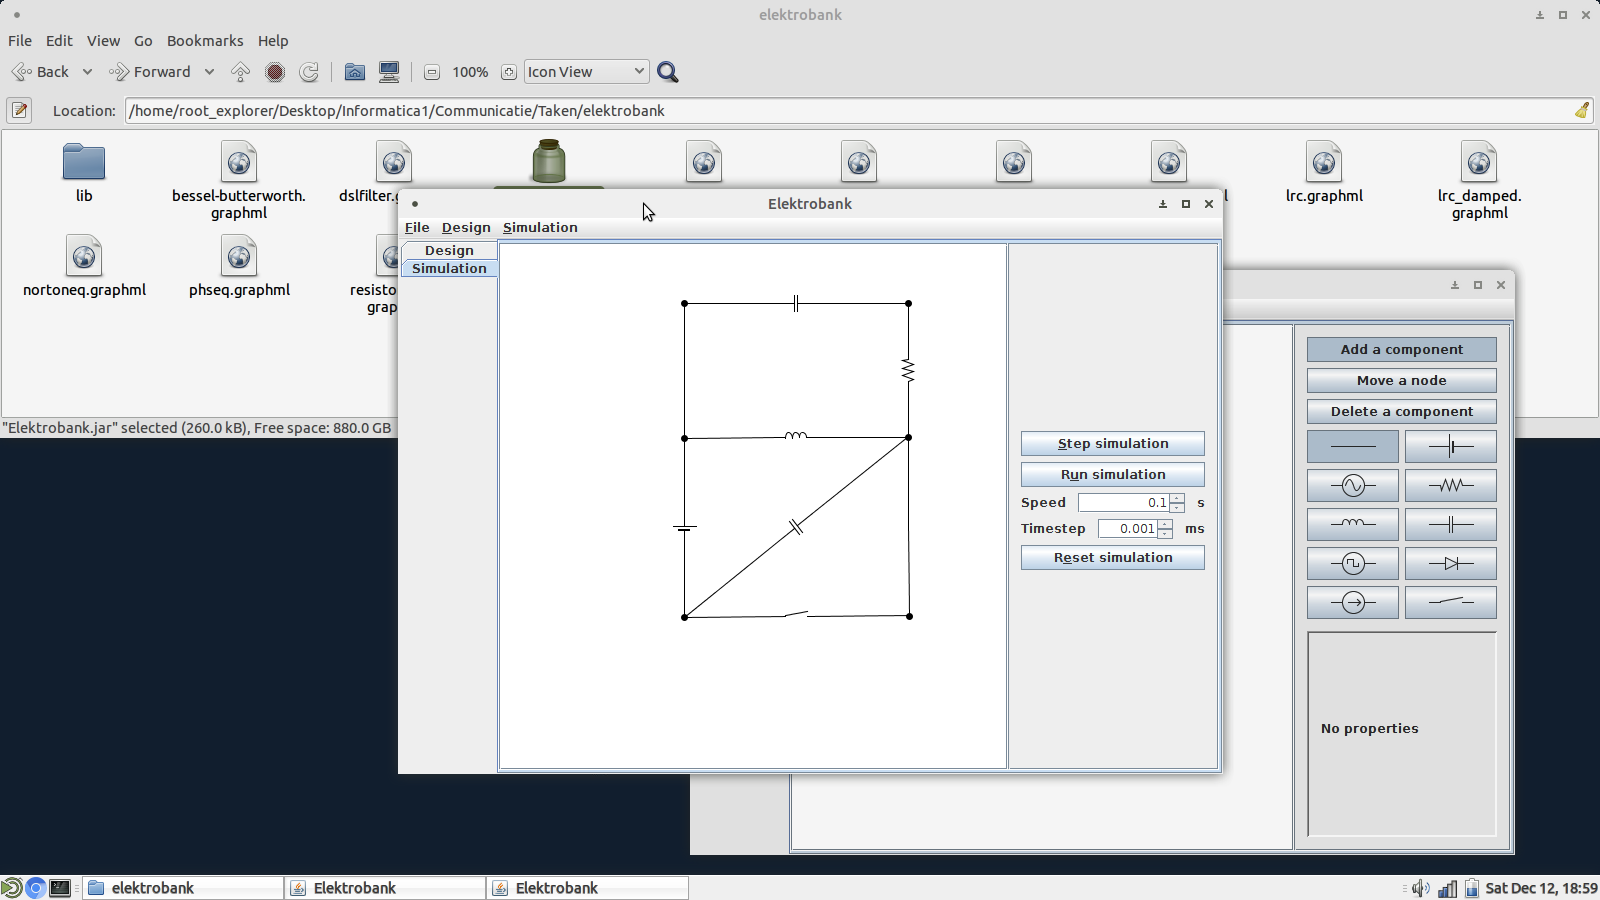 elektrobank
File Edit View Go Bookmarks Help
Back Forward 100% Icon View
Location: /home/root_explorer/Desktop/Informatica1/Communicatie/Taken/elektrobank
lib
bessel-butterworth.
graphml
lrc.graphml
lrc_damped.
graphml
nortoneq.graphml
phseq.graphml
"Elektrobank.jar" selected (260.0 kB), Free space: 880.0 GB
Elektrobank
File Design Simulation
Design
Simulation
Step simulation
Run simulation
Speed 0.1 s
Timestep 0.001 ms
Reset simulation
Add a component
Move a node
Delete a component
No properties
elektrobank
Elektrobank
Elektrobank
Sat Dec 12, 18:59